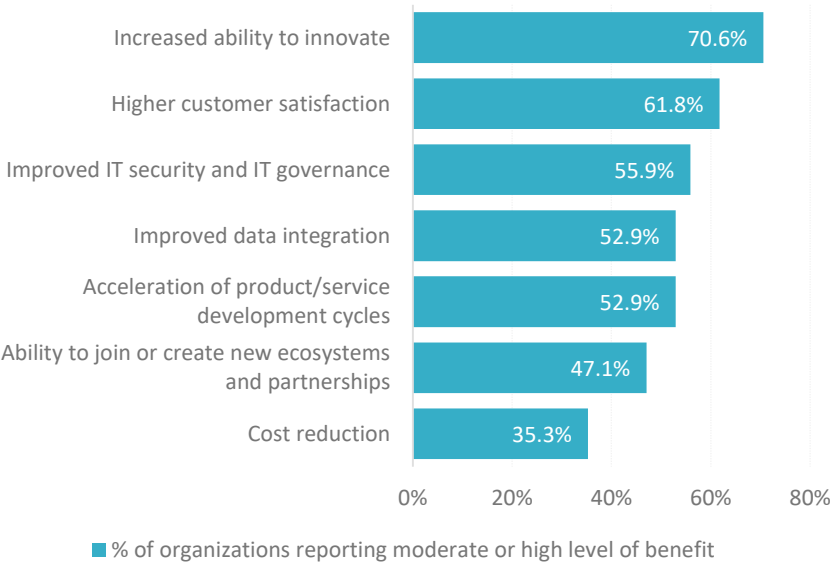 Increased ability to innovate
70.6%
Higher customer satisfaction
61.8%
Improved IT security and IT governance
55.9%
Improved data integration
52.9%
Acceleration of product/service
development cycles
52.9%
Ability to join or create new ecosystems
and partnerships
47.1%
Cost reduction
35.3%
0% 20% 40% 60% 80%
% of organizations reporting moderate or high level of benefit